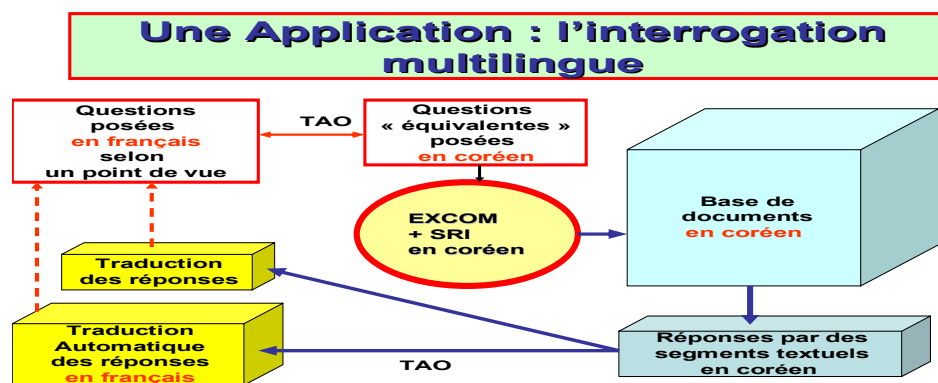 Une Application : l'interrogation
multilingue
Questions
posées
en français
selon
un point de vue
TAO
Questions
« équivalentes »
posées
en coréen
EXCOM
+ SRI
en coréen
Base de
documents
en coréen
Traduction
des réponses
Traduction
Automatique
des réponses
en français
TAO
Réponses par des
segments textuels
en coréen